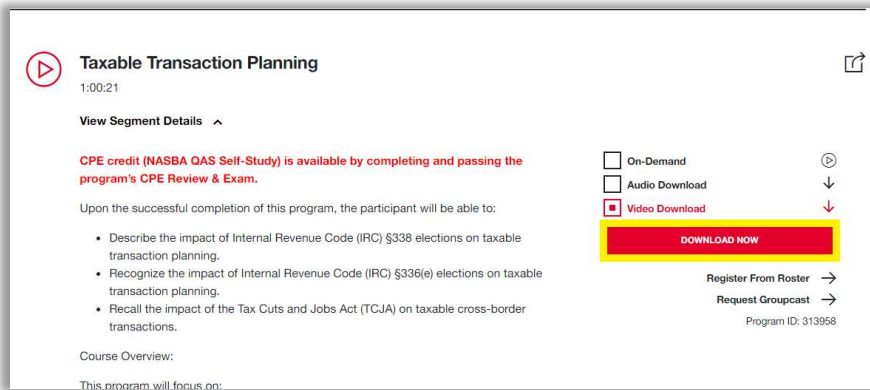 Taxable Transaction Planning
1:00:21
View Segment Details
CPE credit (NASBA QAS Self-Study) is available by completing and passing the
program's CPE Review & Exam.
Upon the successful completion of this program, the participant will be able to:
• Describe the impact of Internal Revenue Code (IRC) §338 elections on taxable
transaction planning.
• Recognize the impact of Internal Revenue Code (IRC) §336(e) elections on taxable
transaction planning.
• Recall the impact of the Tax Cuts and Jobs Act (TCJA) on taxable cross-border
transactions.
Course Overview:
This program will focus on:
On-Demand
Audio Download
Video Download
DOWNLOAD NOW
Register From Roster
Request Groupcast
Program ID: 313958